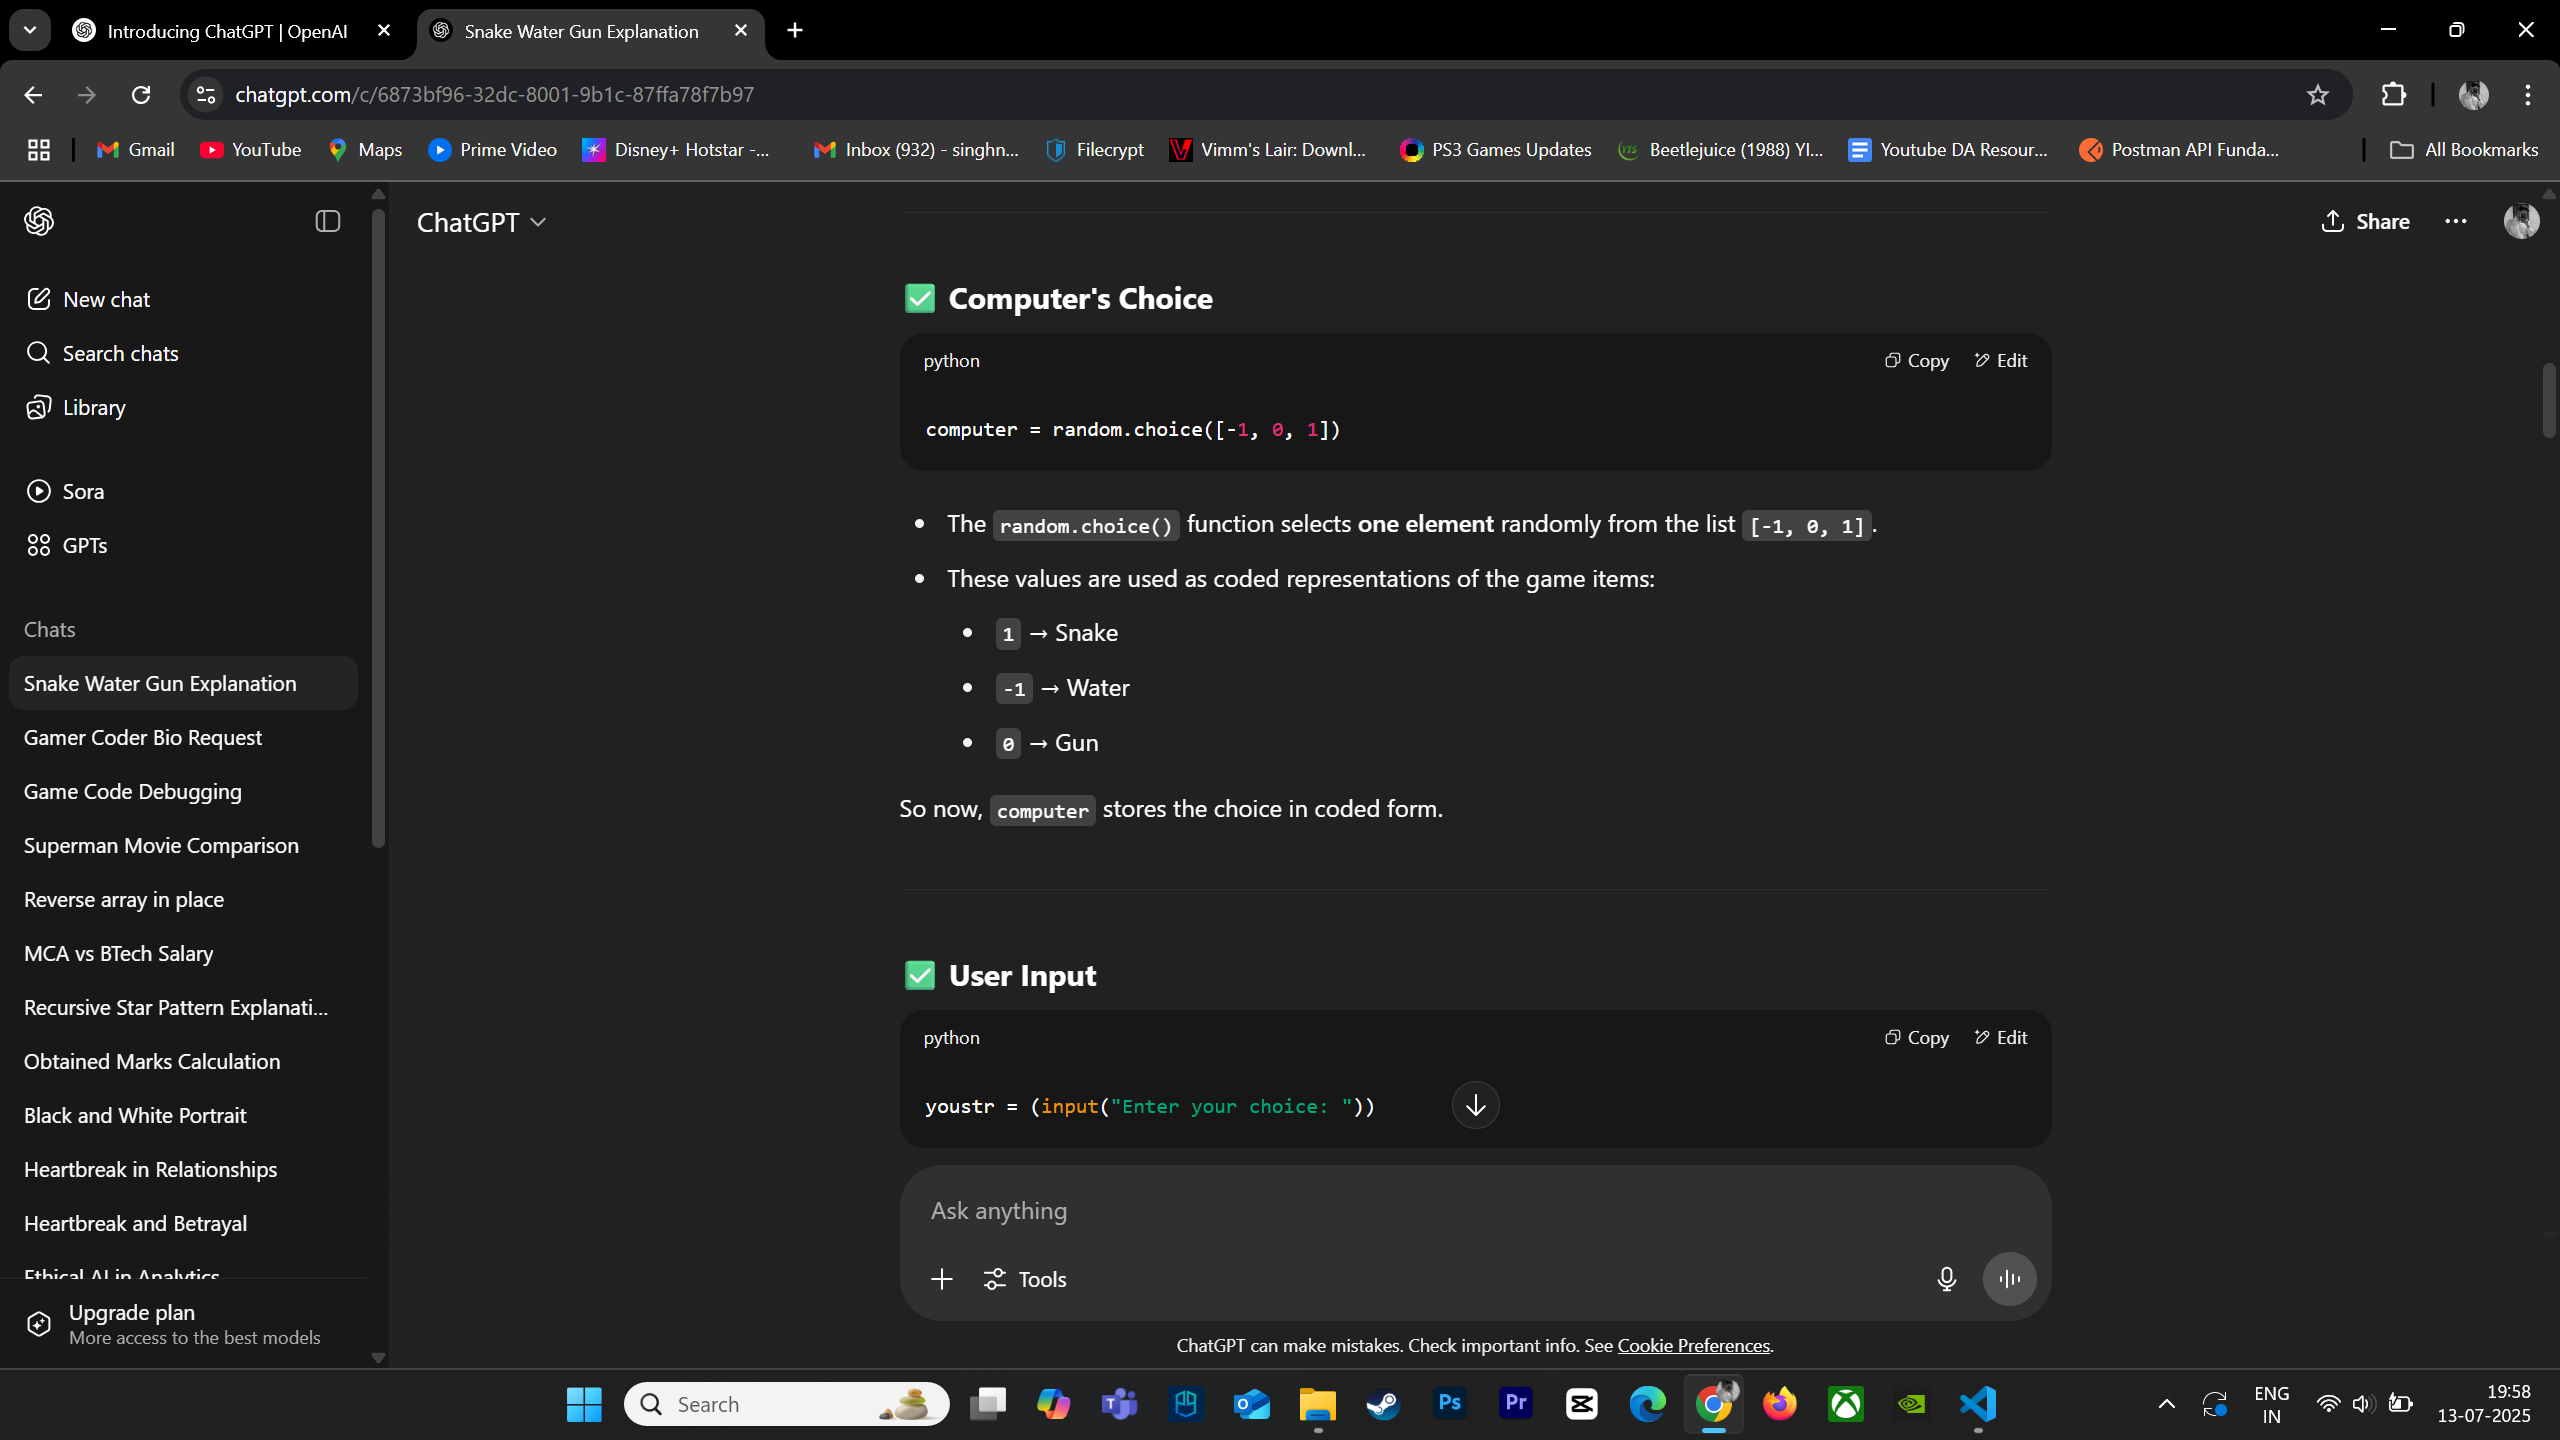 Introducing ChatGPT | OpenAI
Snake Water Gun Explanation
chatgpt.com/c/6873bf96-32dc-8001-9b1c-87ffa78f7b97
Gmail YouTube Maps Prime Video Disney+ Hotstar -... Inbox (932) - singhn... Filecrypt Vimm's Lair: Downl... PS3 Games Updates YTS Beetlejuice (1988) YI... Youtube DA Resour... Postman API Funda... All Bookmarks
ChatGPT
Share
New chat
Search chats
Library
Sora
GPTs
Chats
Snake Water Gun Explanation
Gamer Coder Bio Request
Game Code Debugging
Superman Movie Comparison
Reverse array in place
MCA vs BTech Salary
Recursive Star Pattern Explanati...
Obtained Marks Calculation
Black and White Portrait
Heartbreak in Relationships
Heartbreak and Betrayal
Ethical AI in Analytics
Upgrade plan
More access to the best models
✅ Computer's Choice
python
Copy Edit
computer = random.choice([-1, 0, 1])
• The random.choice() function selects one element randomly from the list [-1, 0, 1].
• These values are used as coded representations of the game items:
• 1 → Snake
• -1 → Water
• 0 → Gun
So now, computer stores the choice in coded form.
✅ User Input
python
Copy Edit
youstr = (input("Enter your choice: "))
Ask anything
Tools
ChatGPT can make mistakes. Check important info. See Cookie Preferences.
Search
Ps
Pr
ENG
IN
19:58
13-07-2025